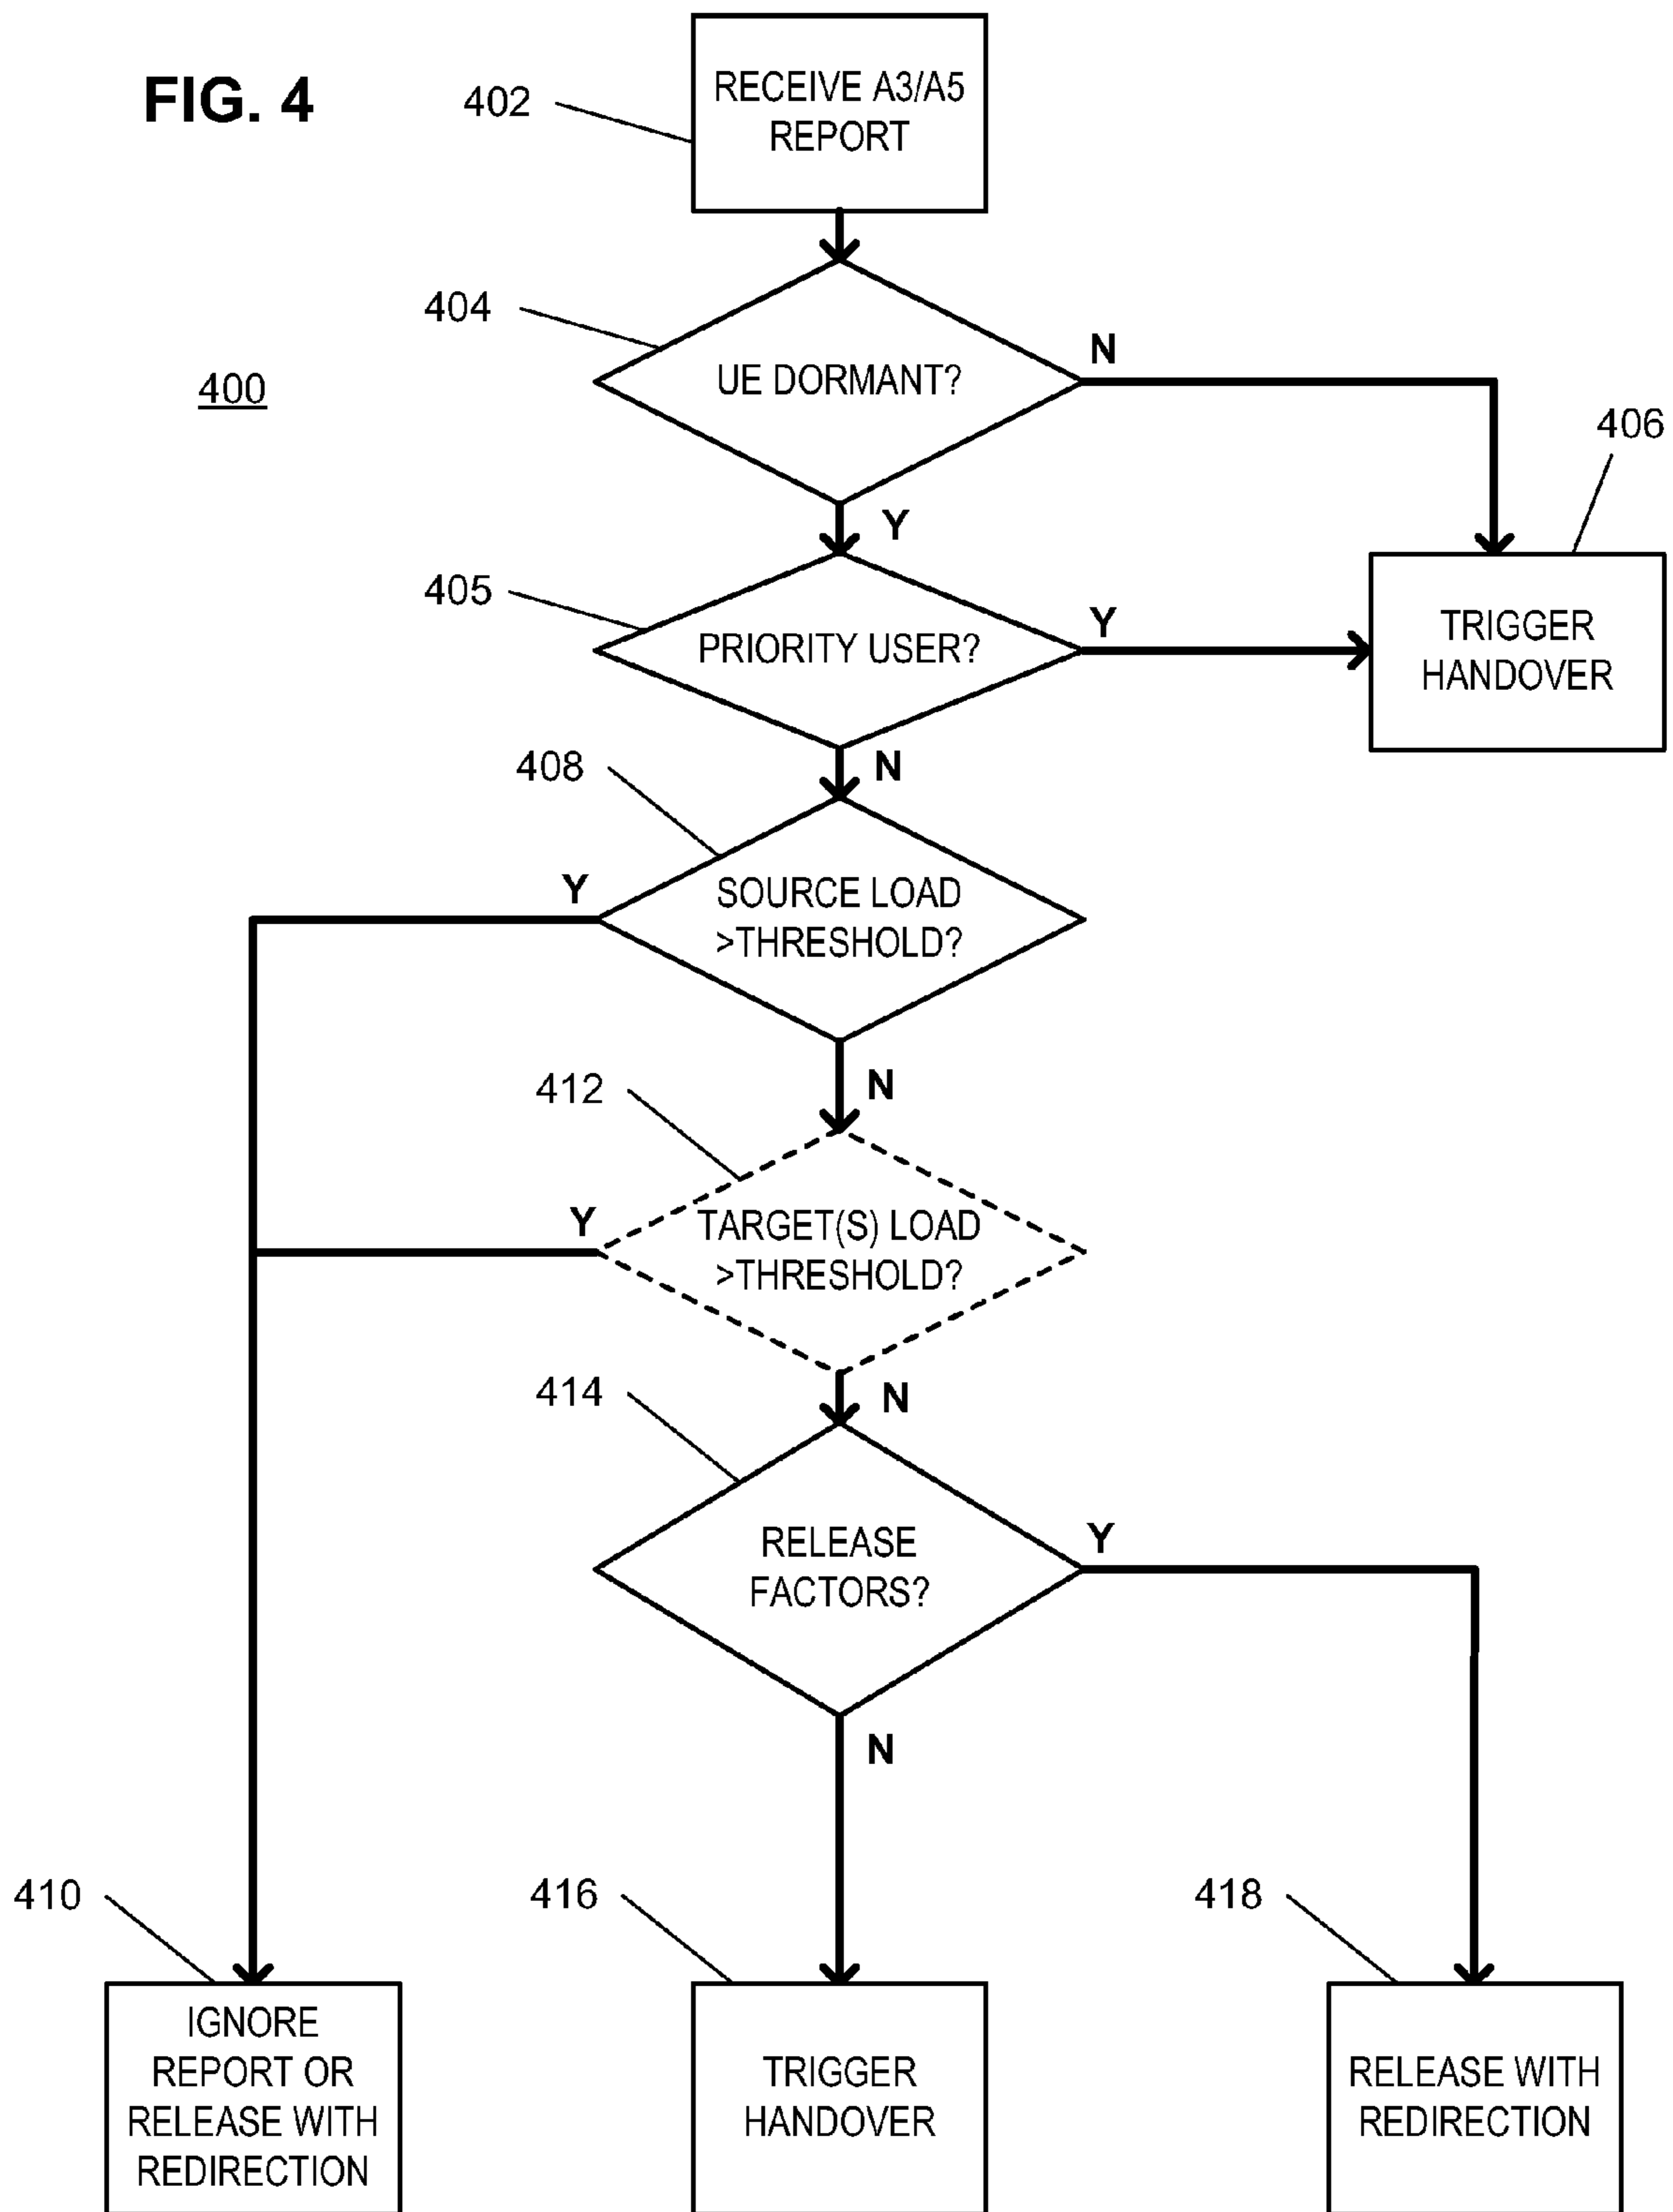 FIG. 4
402
RECEIVE A3/A5
REPORT
404
UE DORMANT?
N
400
406
Y
405
PRIORITY USER?
Y
TRIGGER
HANDOVER
408
N
Y
SOURCE LOAD
>THRESHOLD?
412
N
Y
TARGET(S) LOAD
>THRESHOLD?
414
N
RELEASE
FACTORS?
Y
N
410
416
418
IGNORE
REPORT OR
RELEASE WITH
REDIRECTION
TRIGGER
HANDOVER
RELEASE WITH
REDIRECTION